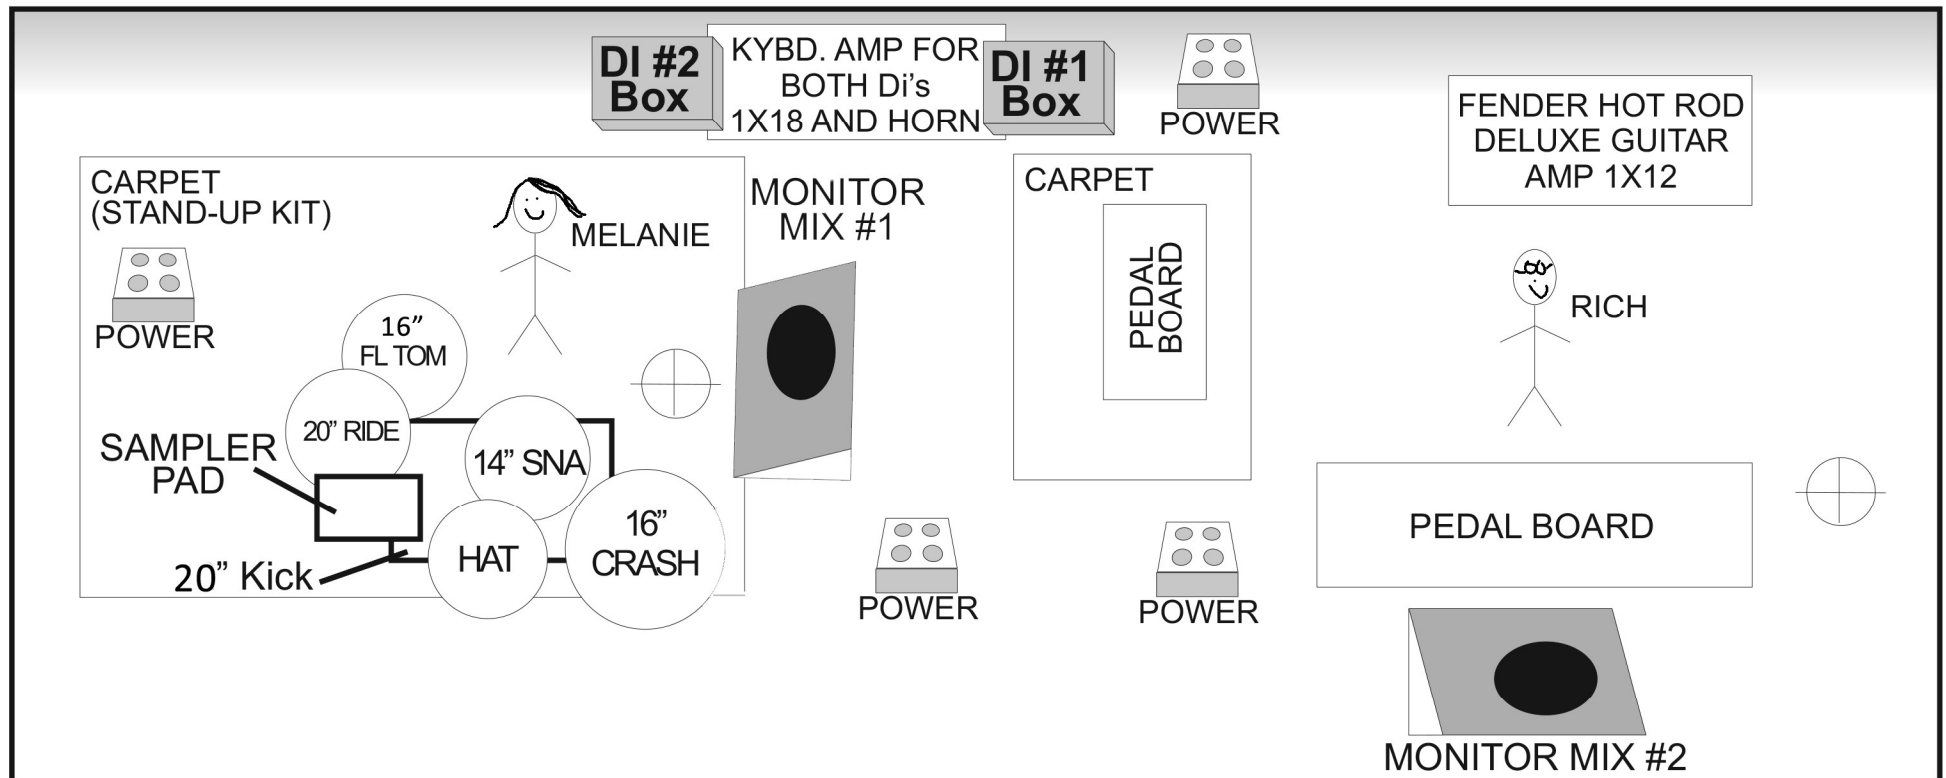 DI #2
Box
KYBD. AMP FOR
BOTH Di’s
1X18 AND HORN
DI #1
Box
POWER
FENDER HOT ROD
DELUXE GUITAR
AMP 1X12
CARPET
(STAND-UP KIT)
MELANIE
MONITOR
MIX #1
CARPET
PEDAL
BOARD
RICH
POWER
16”
FL TOM
20” RIDE
SAMPLER
PAD
14” SNA
HAT
16”
CRASH
20” Kick
POWER
POWER
PEDAL BOARD
MONITOR MIX #2